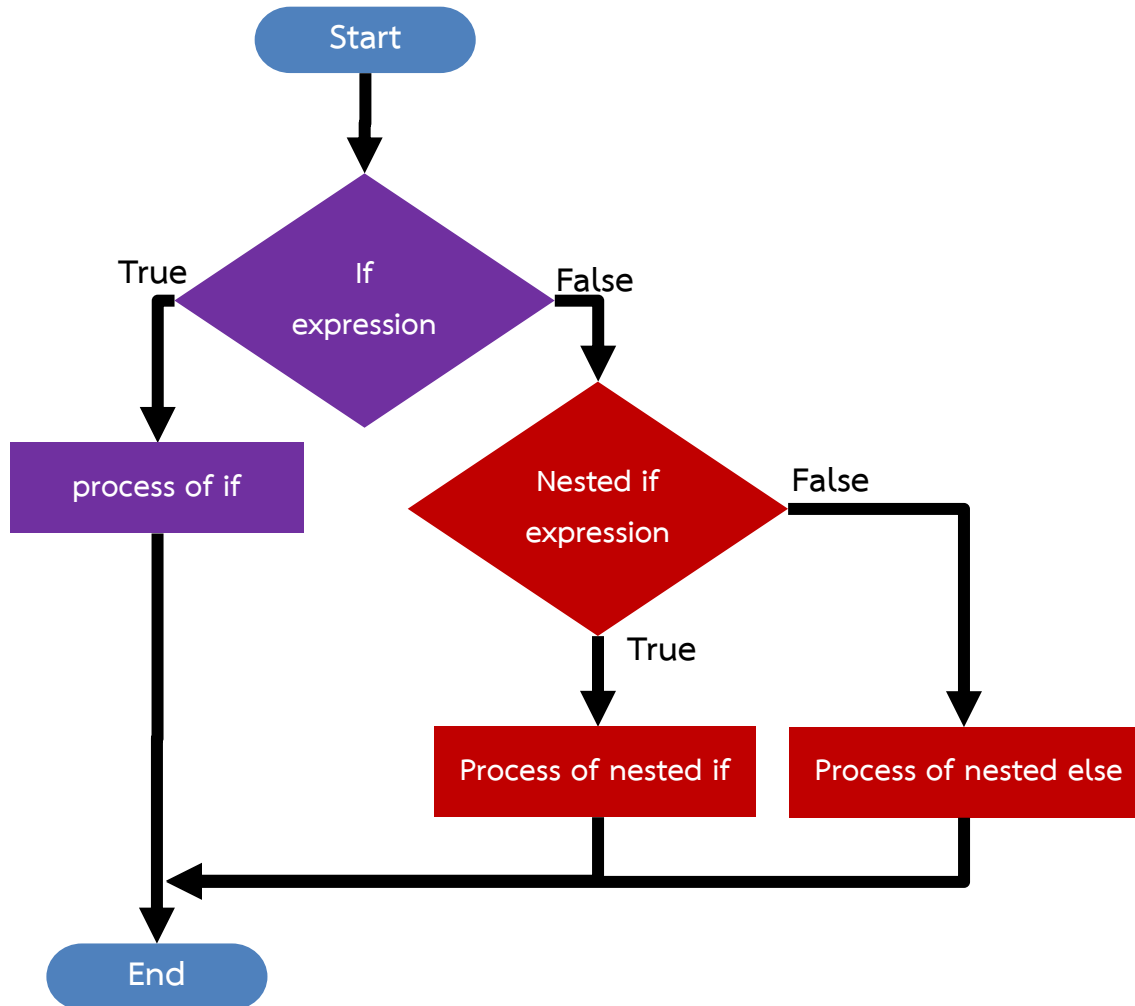 Start
True
If
expression
False
process of if
Nested if
expression
False
True
Process of nested if
Process of nested else
End